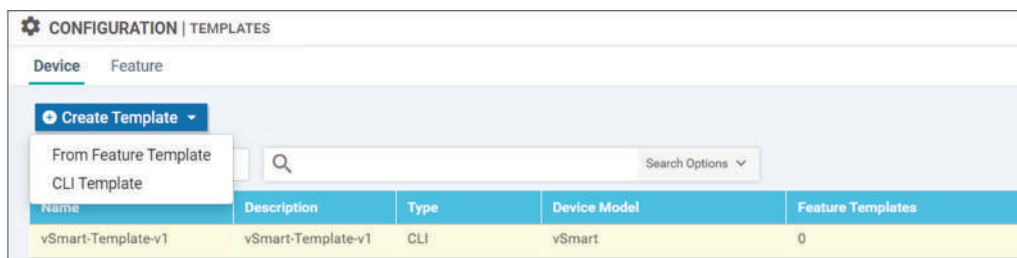 CONFIGURATION | TEMPLATES
Device Feature
Create Template
From Feature Template
CLI Template
Search Options
Name Description Type Device Model Feature Templates
vSmart-Template-v1 vSmart-Template-v1 CLI vSmart 0